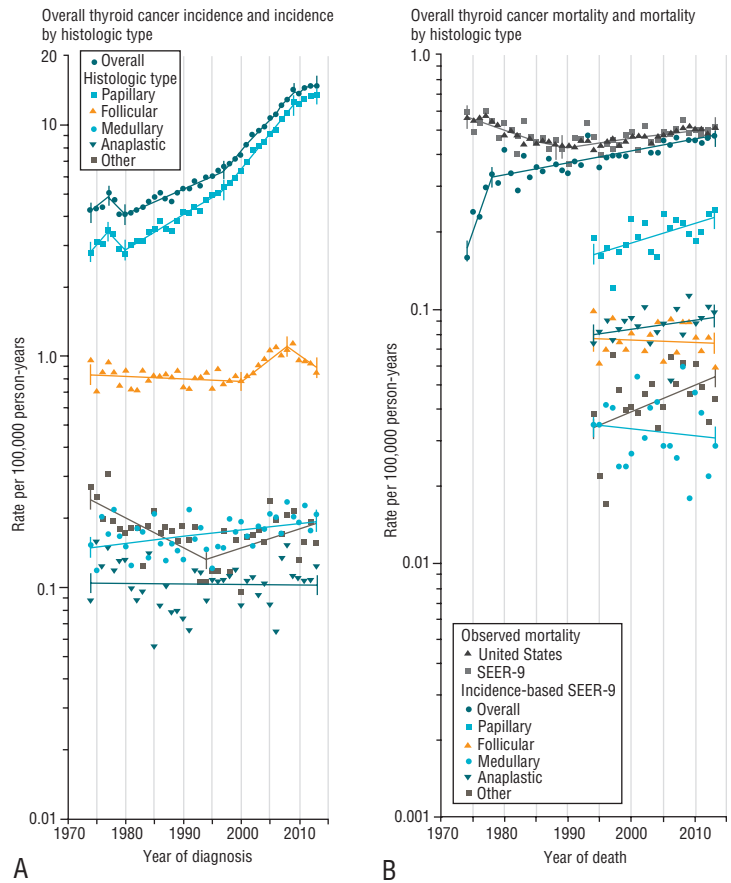 Overall thyroid cancer incidence and incidence
by histologic type
Overall
Histologic type
Papillary
Follicular
Medullary
Anaplastic
Other
20
10
1.0
0.1
0.01
Rate per 100,000 person-years
1970
1980
1990
2000
2010
Year of diagnosis
A
Overall thyroid cancer mortality and mortality
by histologic type
1.0
0.1
0.01
0.001
Rate per 100,000 person-years
Observed mortality
United States
SEER-9
Incidence-based SEER-9
Overall
Papillary
Follicular
Medullary
Anaplastic
Other
1970
1980
1990
2000
2010
Year of death
B